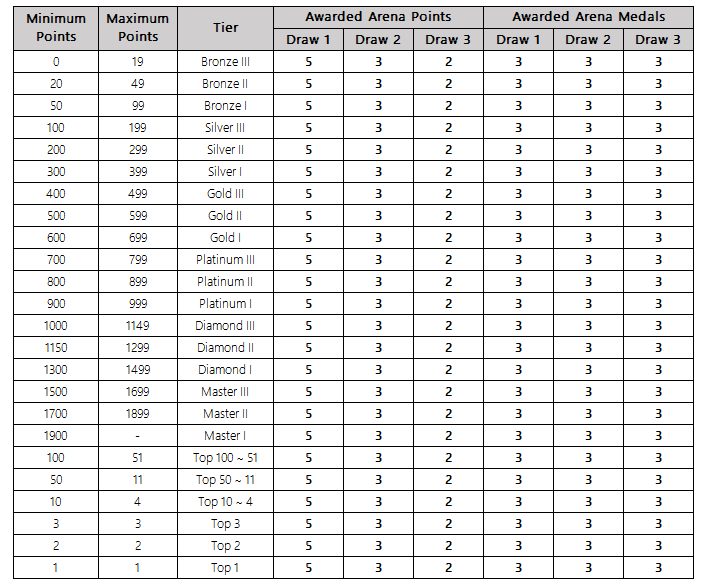 Minimum Points Maximum Points Tier Awarded Arena Points Awarded Arena Medals
Draw 1 Draw 2 Draw 3 Draw 1 Draw 2 Draw 3
0 19 Bronze III 5 3 2 3 3 3
20 49 Bronze II 5 3 2 3 3 3
50 99 Bronze I 5 3 2 3 3 3
100 199 Silver III 5 3 2 3 3 3
200 299 Silver II 5 3 2 3 3 3
300 399 Silver I 5 3 2 3 3 3
400 499 Gold III 5 3 2 3 3 3
500 599 Gold II 5 3 2 3 3 3
600 699 Gold I 5 3 2 3 3 3
700 799 Platinum III 5 3 2 3 3 3
800 899 Platinum II 5 3 2 3 3 3
900 999 Platinum I 5 3 2 3 3 3
1000 1149 Diamond III 5 3 2 3 3 3
1150 1299 Diamond II 5 3 2 3 3 3
1300 1499 Diamond I 5 3 2 3 3 3
1500 1699 Master III 5 3 2 3 3 3
1700 1899 Master II 5 3 2 3 3 3
1900 - Master I 5 3 2 3 3 3
100 51 Top 100 ~ 51 5 3 2 3 3 3
50 11 Top 50 ~ 11 5 3 2 3 3 3
10 4 Top 10 ~ 4 5 3 2 3 3 3
3 3 Top 3 5 3 2 3 3 3
2 2 Top 2 5 3 2 3 3 3
1 1 Top 1 5 3 2 3 3 3